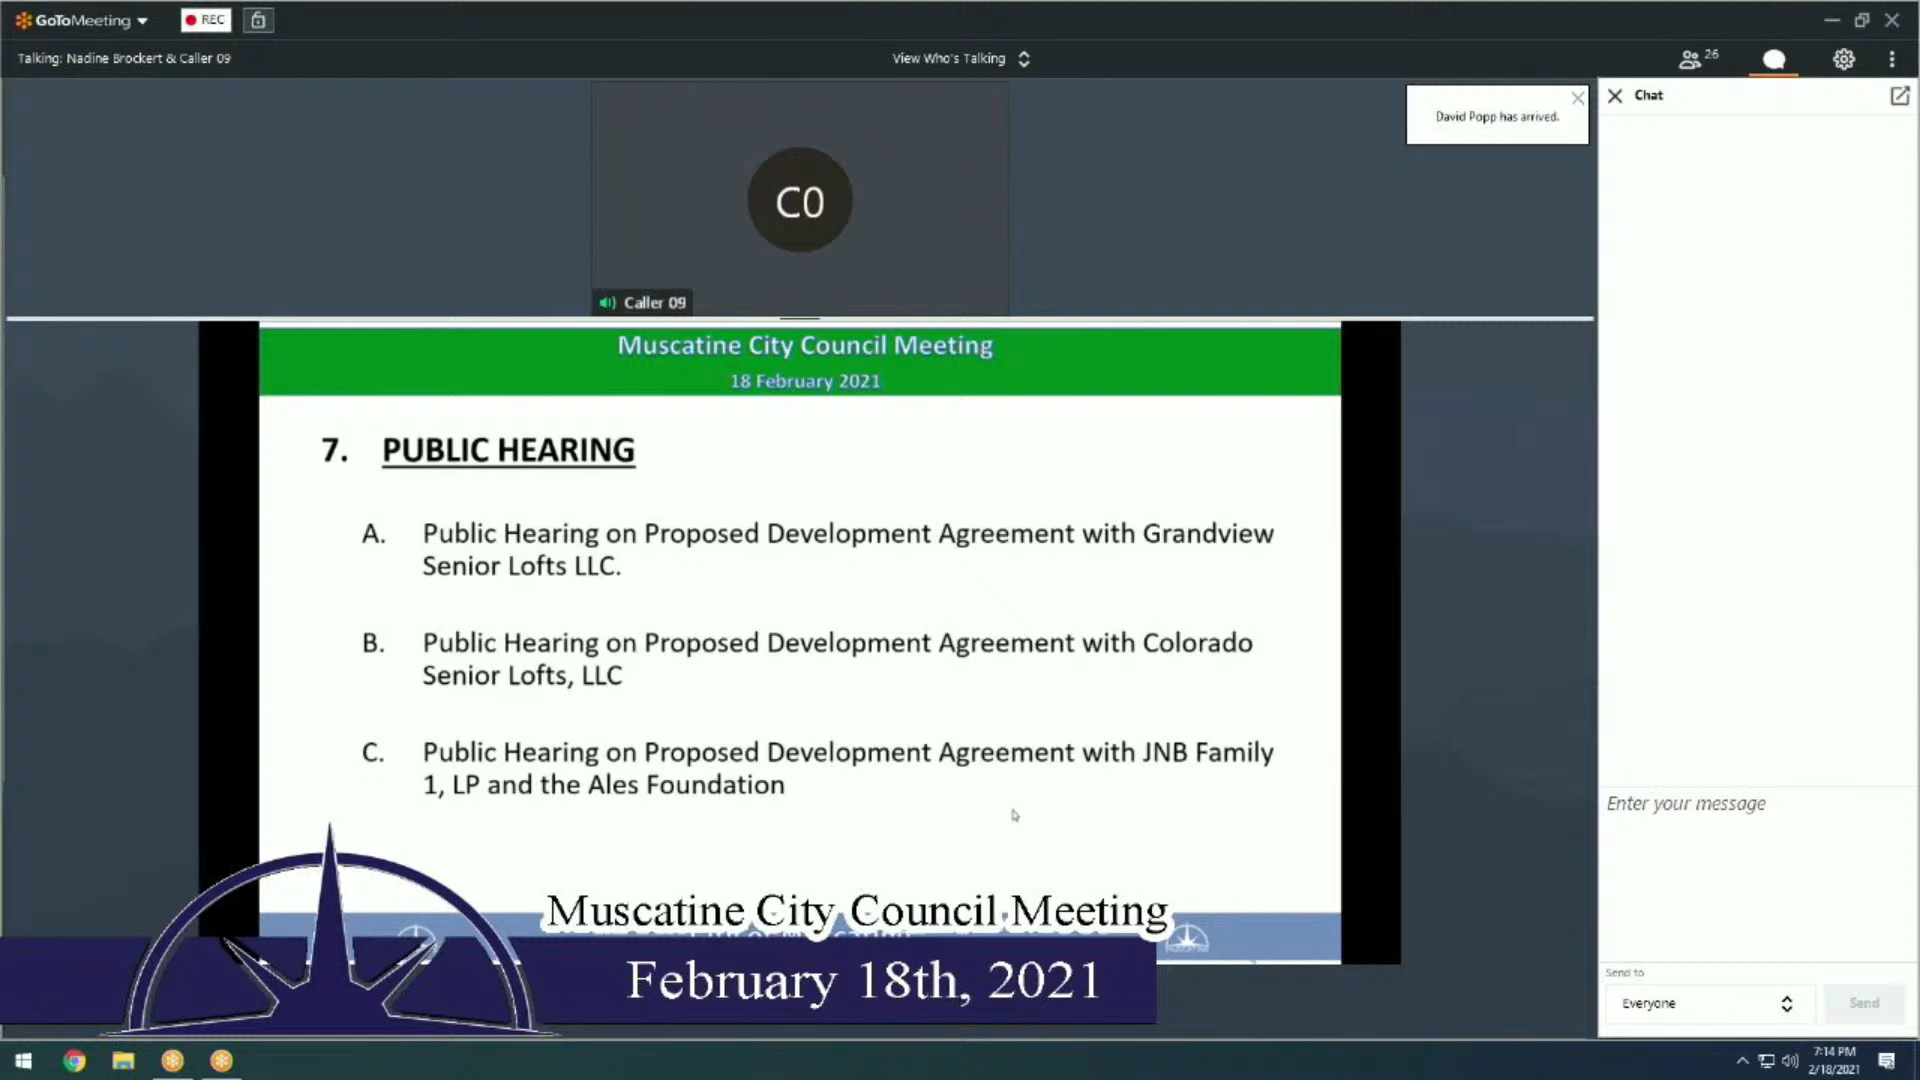 GoToMeeting
REC
Talking: Nadine Brockert & Caller 09
View Who's Talking
26
Chat
David Popp has arrived.
C0
Caller 09
Muscatine City Council Meeting
18 February 2021
7. PUBLIC HEARING
A. Public Hearing on Proposed Development Agreement with Grandview
Senior Lofts LLC.
B. Public Hearing on Proposed Development Agreement with Colorado
Senior Lofts, LLC
C. Public Hearing on Proposed Development Agreement with JNB Family
1, LP and the Ales Foundation
Muscatine City Council Meeting
February 18th, 2021
Enter your message
Send to
Everyone
Send
7:14 PM
2/18/2021